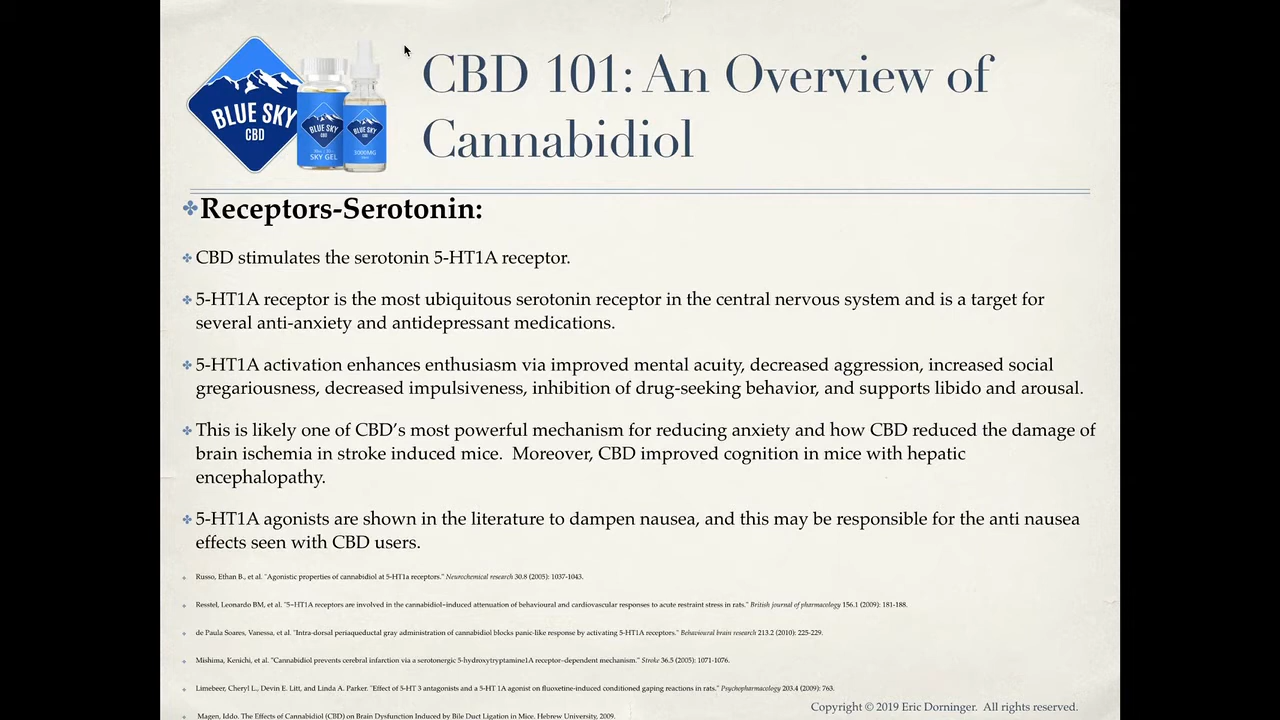 CBD 101: An Overview of
Cannabidiol
BLUE SKY
CBD
BLUE SKY
CBD
SKY GEL
BLUE SKY
CBD
3000MG
Receptors-Serotonin:
CBD stimulates the serotonin 5-HT1A receptor.
5-HT1A receptor is the most ubiquitous serotonin receptor in the central nervous system and is a target for
several anti-anxiety and antidepressant medications.
5-HT1A activation enhances enthusiasm via improved mental acuity, decreased aggression, increased social
gregariousness, decreased impulsiveness, inhibition of drug-seeking behavior, and supports libido and arousal.
This is likely one of CBD's most powerful mechanism for reducing anxiety and how CBD reduced the damage of
brain ischemia in stroke induced mice.  Moreover, CBD improved cognition in mice with hepatic
encephalopathy.
5-HT1A agonists are shown in the literature to dampen nausea, and this may be responsible for the anti nausea
effects seen with CBD users.
Russo, Ethan B., et al. "Agonistic properties of cannabidiol at 5-HT1a receptors." Neurochemical research 30.8 (2005): 1037-1043.
Resstel, Leonardo BM, et al. "5-HT1A receptors are involved in the cannabidiol-induced attenuation of behavioural and cardiovascular responses to acute restraint stress in rats." British journal of pharmacology 156.1 (2009): 181-188.
de Paula Soares, Vanessa, et al. "Intra-dorsal periaqueductal gray administration of cannabidiol blocks panic-like response by activating 5-HT1A receptors." Behavioural brain research 213.2 (2010): 225-229.
Mishima, Kenichi, et al. "Cannabidiol prevents cerebral infarction via a serotonergic 5-hydroxytryptamine1A receptor-dependent mechanism." Stroke 36.5 (2005): 1071-1076.
Limebeer, Cheryl L., Devin E. Litt, and Linda A. Parker. "Effect of 5-HT 3 antagonists and a 5-HT 1A agonist on fluoxetine-induced conditioned gaping reactions in rats." Psychopharmacology 203.4 (2009): 763.
Magen, Iddo. The Effects of Cannabidiol (CBD) on Brain Dysfunction Induced by Bile Duct Ligation in Mice. Hebrew University, 2009.
Copyright © 2019 Eric Dorninger.  All rights reserved.